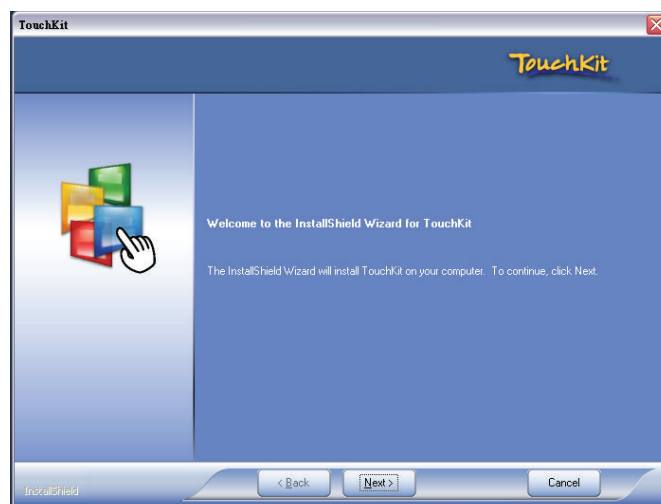 TouchKit
TouchKit
Welcome to the InstallShield Wizard for TouchKit
The InstallShield Wizard will install TouchKit on your computer. To continue, click Next.
InstallShield
< Back
Next >
Cancel